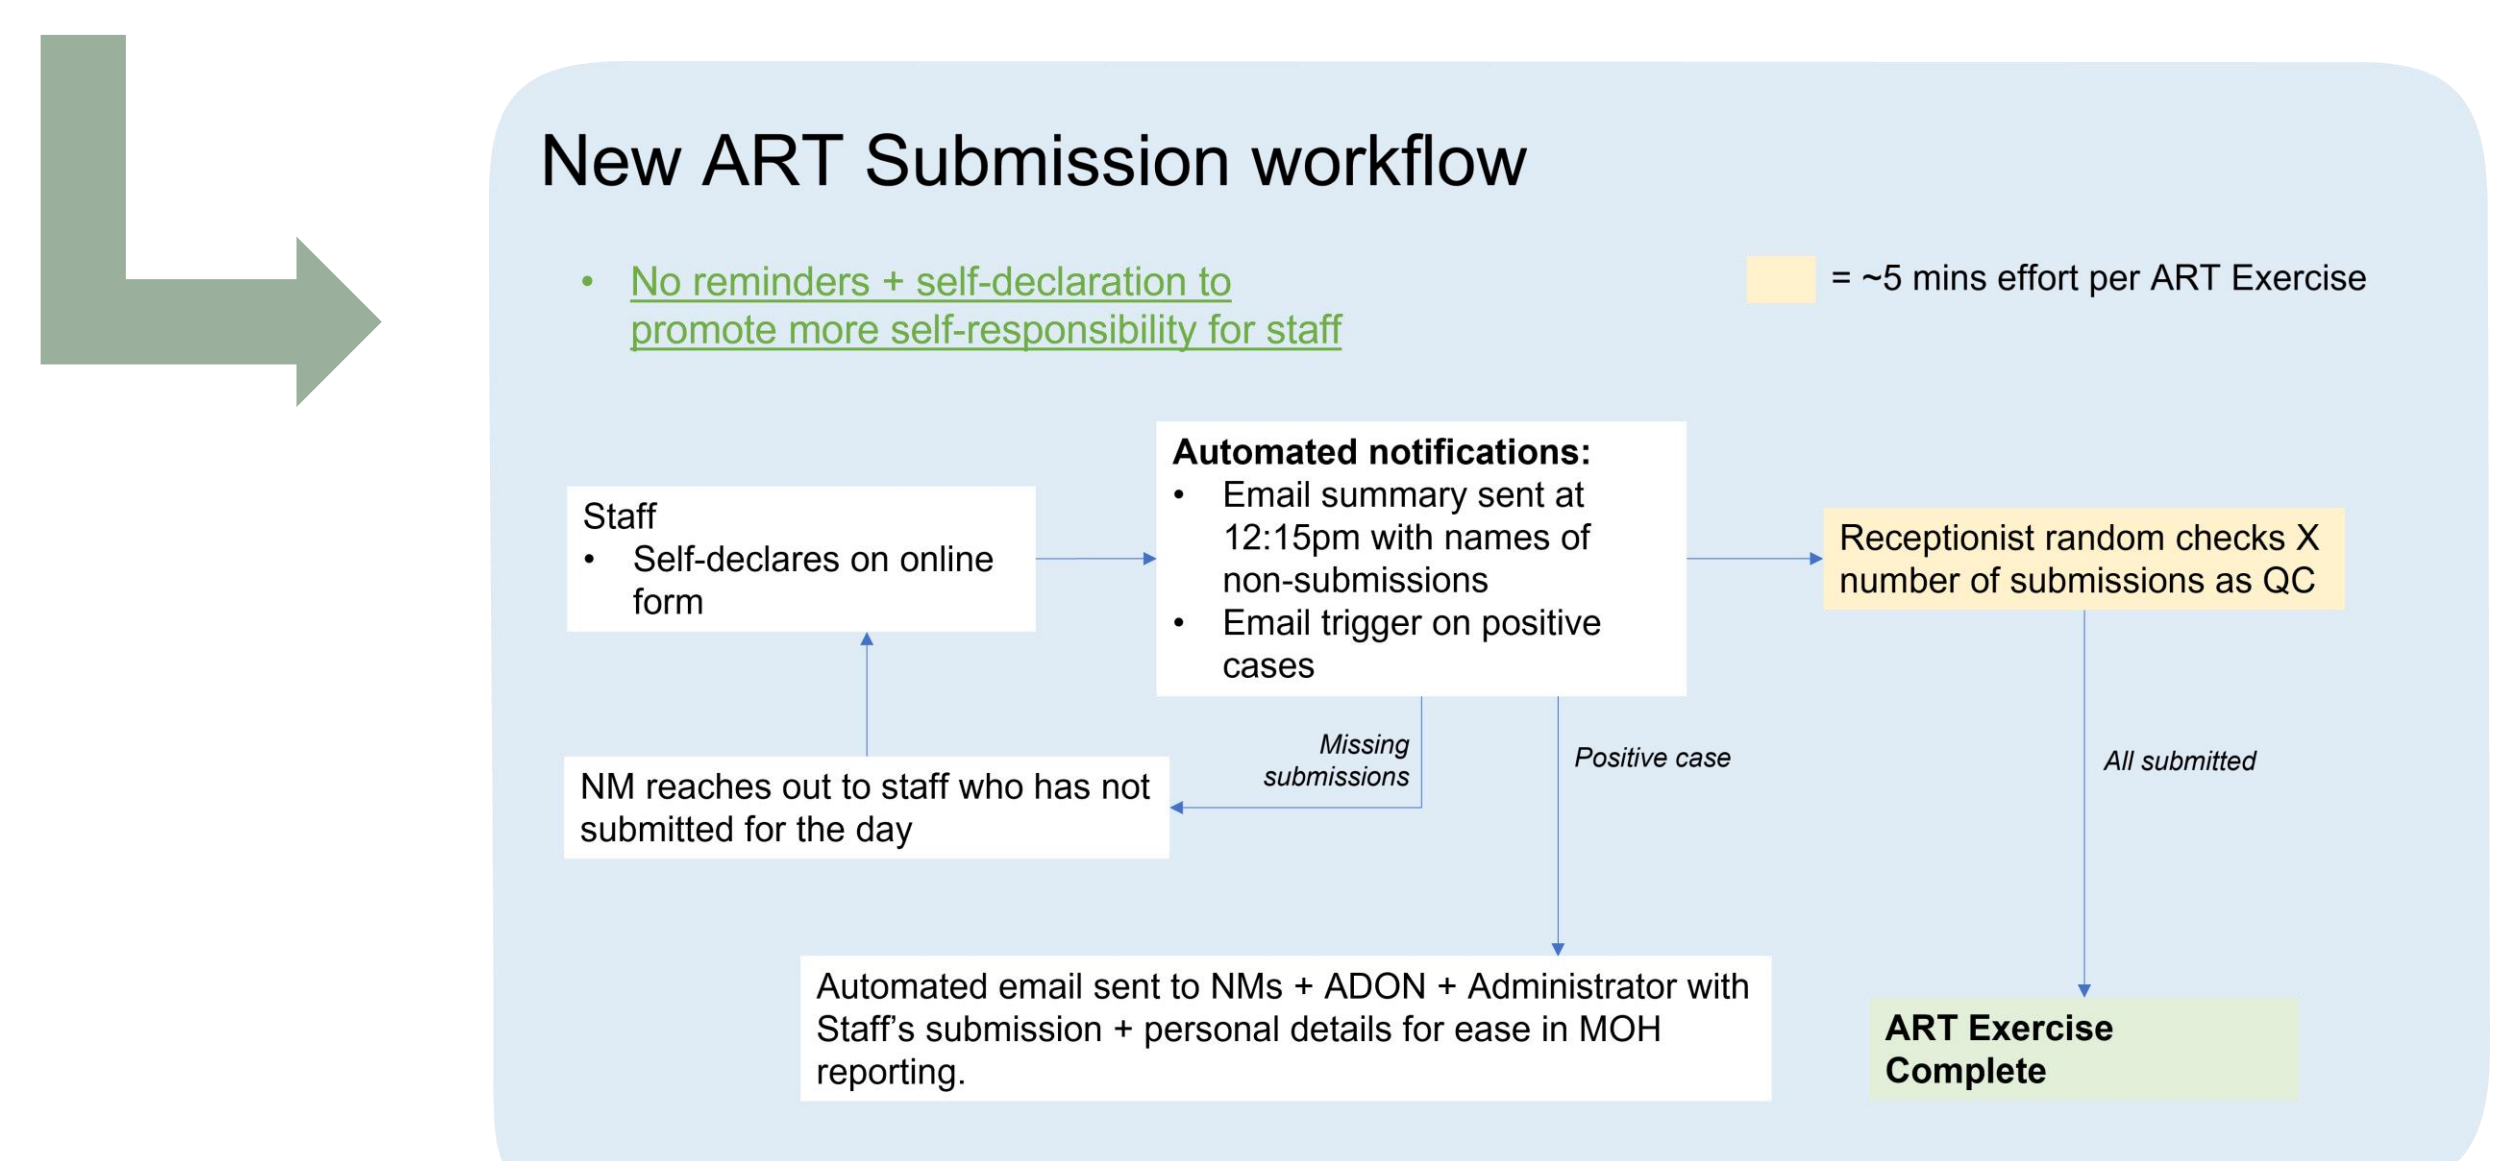 New ART Submission workflow
• No reminders + self-declaration to
promote more self-responsibility for staff
= ~5 mins effort per ART Exercise
Staff
• Self-declares on online
form
Automated notifications:
• Email summary sent at
12:15pm with names of
non-submissions
• Email trigger on positive
cases
Receptionist random checks X
number of submissions as QC
NM reaches out to staff who has not
submitted for the day
Missing
submissions
Positive case
All submitted
Automated email sent to NMs + ADON + Administrator with
Staff’s submission + personal details for ease in MOH
reporting.
ART Exercise
Complete